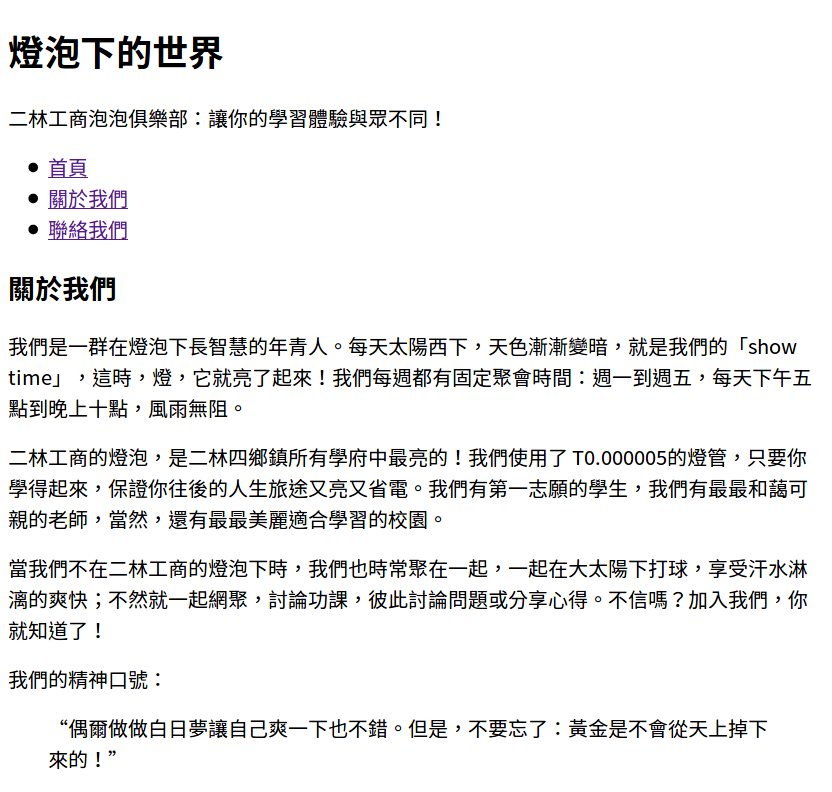 燈泡下的世界
二林工商泡泡俱樂部：讓你的學習體驗與眾不同！
首頁
關於我們
聯絡我們
關於我們
我們是一群在燈泡下長智慧的年青人。每天太陽西下，天色漸漸變暗，就是我們的「show
time」，這時，燈，它就亮了起來！我們每週都有固定聚會時間：週一到週五，每天下午五
點到晚上十點，風雨無阻。
二林工商的燈泡，是二林四鄉鎮所有學府中最亮的！我們使用了 T0.000005的燈管，只要你
學得起來，保證你往後的人生旅途又亮又省電。我們有第一志願的學生，我們有最最和藹可
親的老師，當然，還有最最美麗適合學習的校園。
當我們不在二林工商的燈泡下時，我們也時常聚在一起，一起在大太陽下打球，享受汗水淋
漓的爽快；不然就一起網聚，討論功課，彼此討論問題或分享心得。不信嗎？加入我們，你
就知道了！
我們的精神口號：
“偶爾做做白日夢讓自己爽一下也不錯。但是，不要忘了：黃金是不會從天上掉下
來的！”